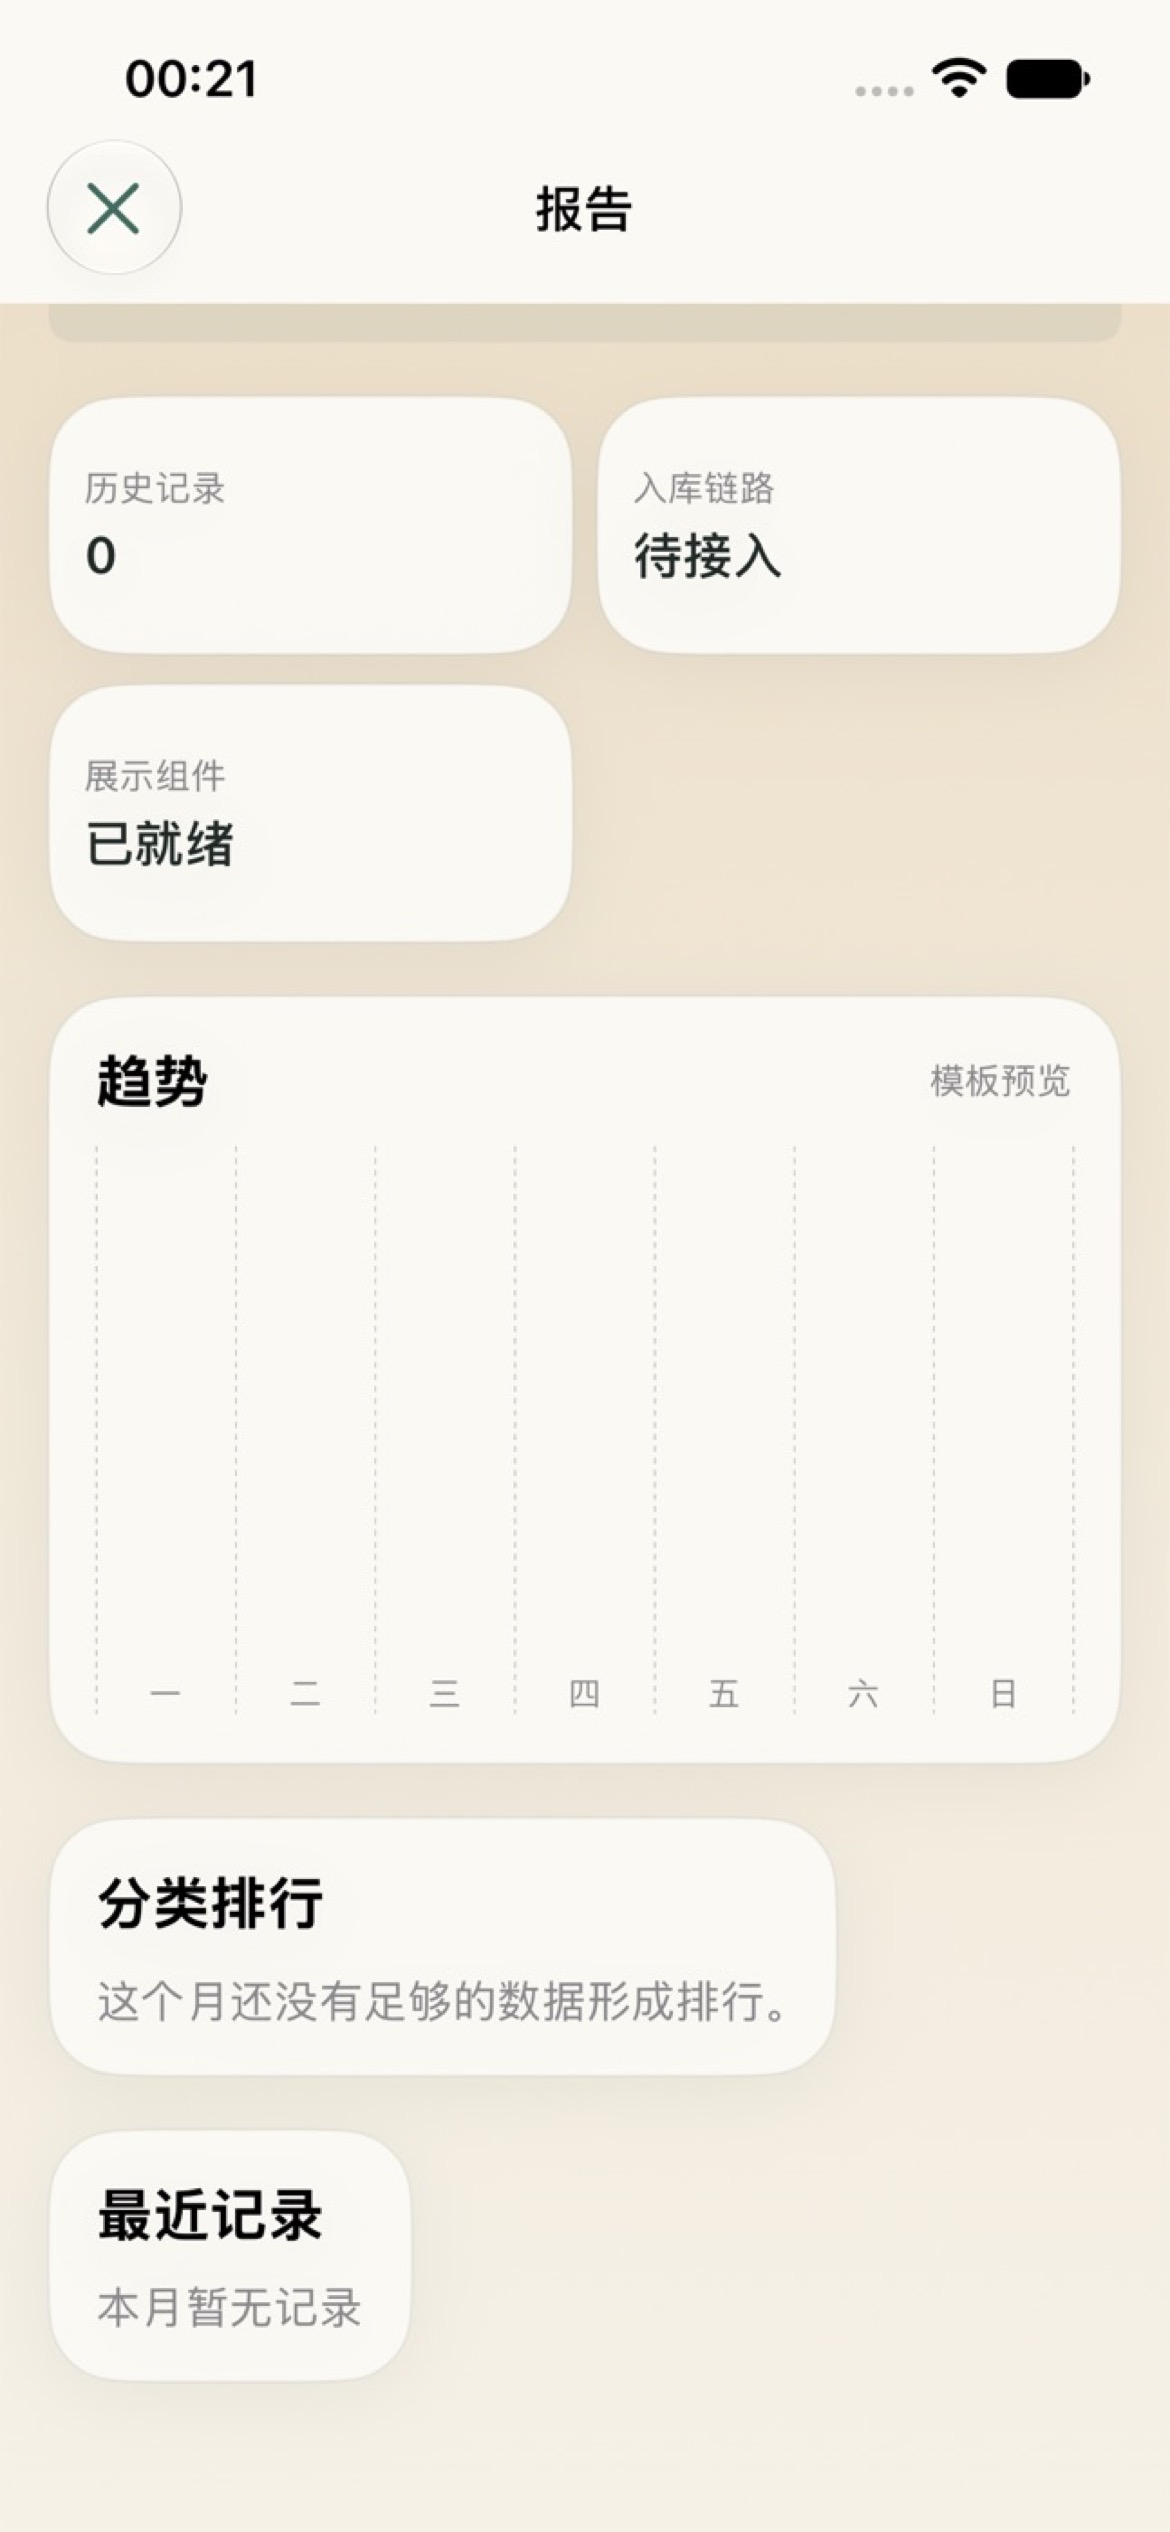 00:21
报告
历史记录
0
入库链路
待接入
展示组件
已就绪
趋势
模板预览
一 二 三 四 五 六 日
分类排行
这个月还没有足够的数据形成排行。
最近记录
本月暂无记录